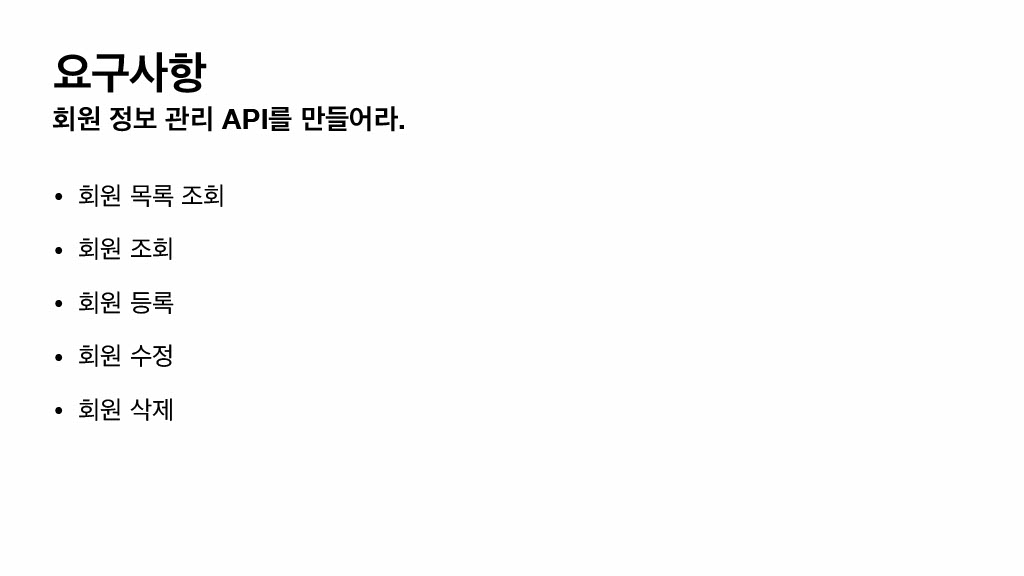 요구사항
회원 정보 관리 API를 만들어라.
• 회원 목록 조회
• 회원 조회
• 회원 등록
• 회원 수정
• 회원 삭제